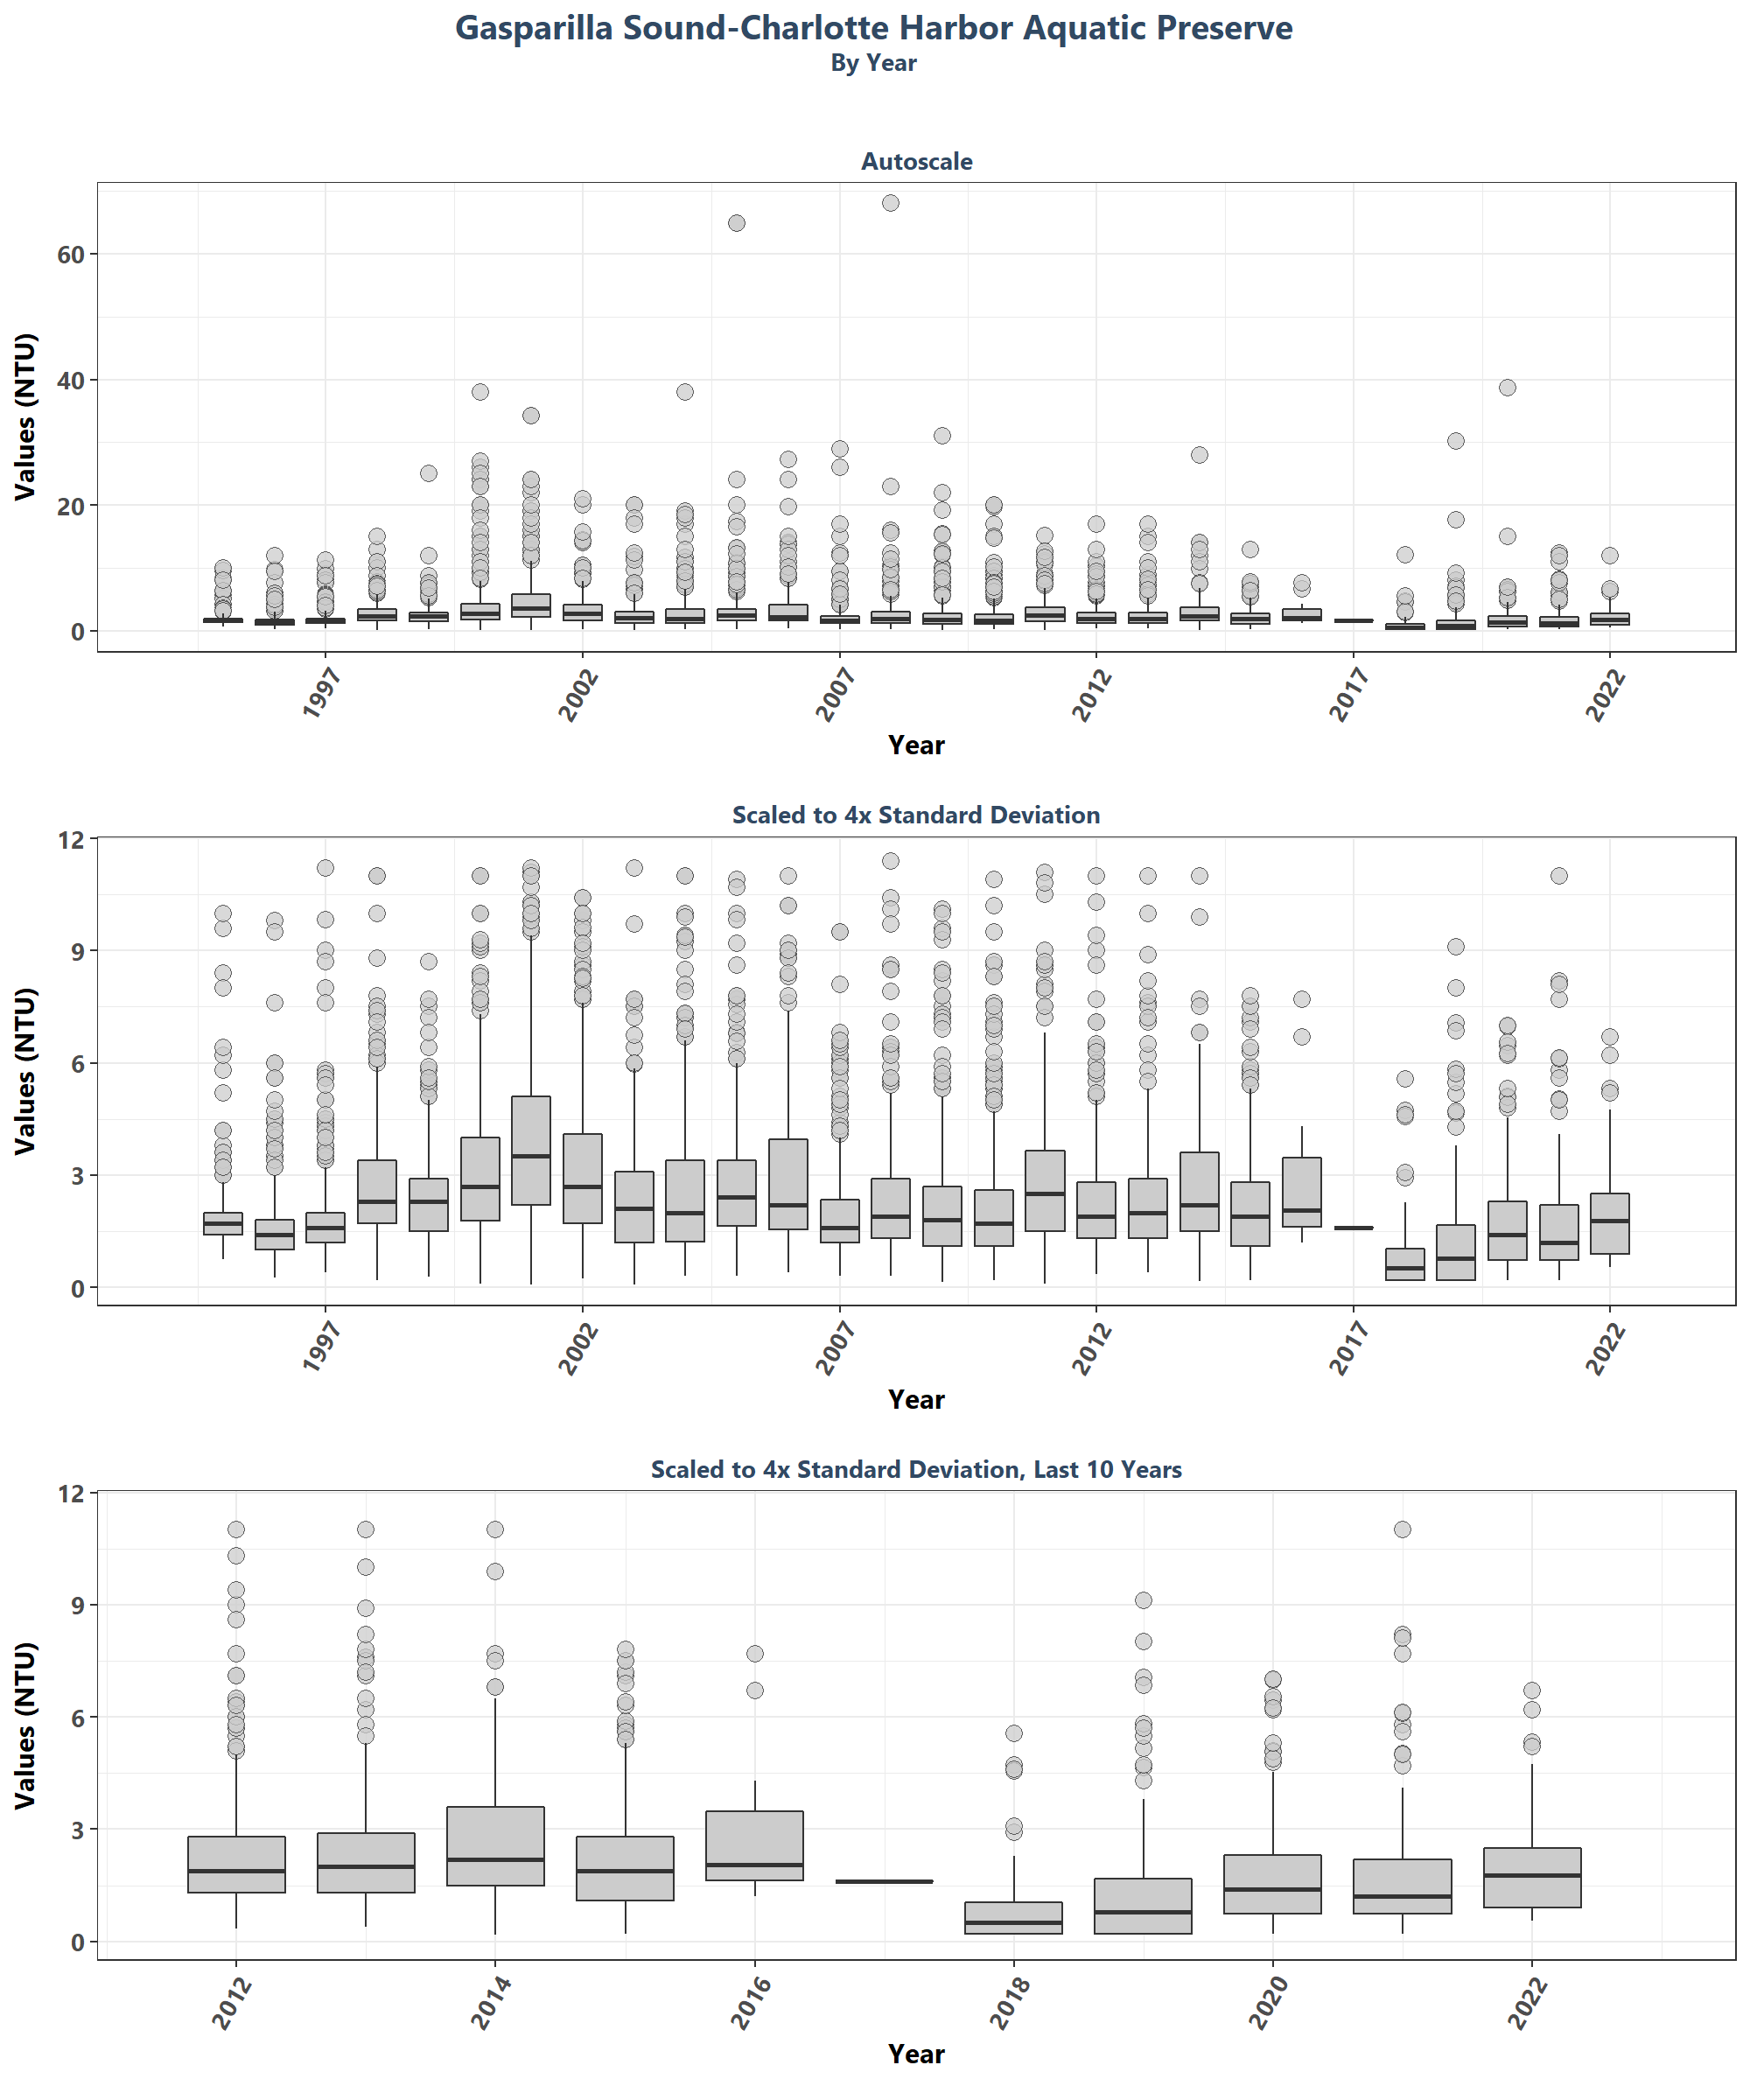 Gasparilla Sound-Charlotte Harbor Aquatic Preserve
By Year
Autoscale
Values (NTU)
60
40
20
0
1997
2002
2007
2012
2017
2022
Year
Scaled to 4x Standard Deviation
Values (NTU)
12
9
6
3
0
1997
2002
2007
2012
2017
2022
Year
Scaled to 4x Standard Deviation, Last 10 Years
Values (NTU)
12
9
6
3
0
2012
2014
2016
2018
2020
2022
Year